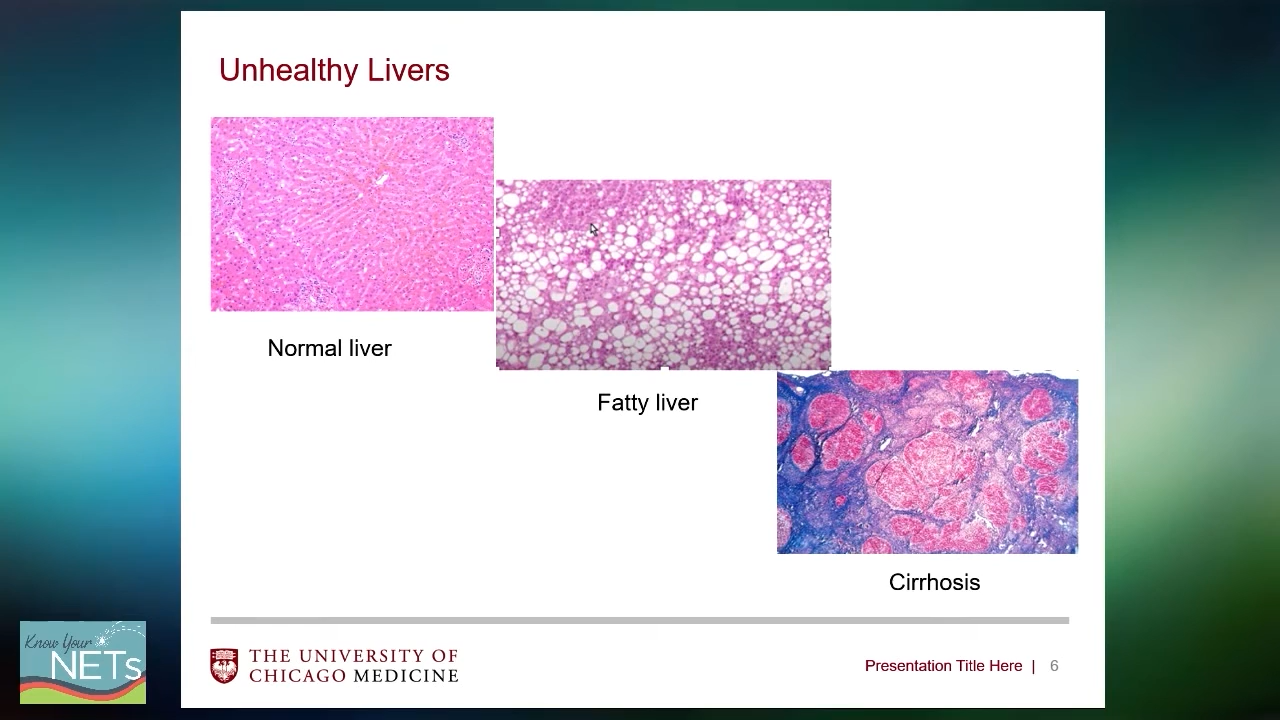 Unhealthy Livers
Normal liver
Fatty liver
Cirrhosis
Know Your
NETs
THE UNIVERSITY OF
CHICAGO MEDICINE
Presentation Title Here | 6